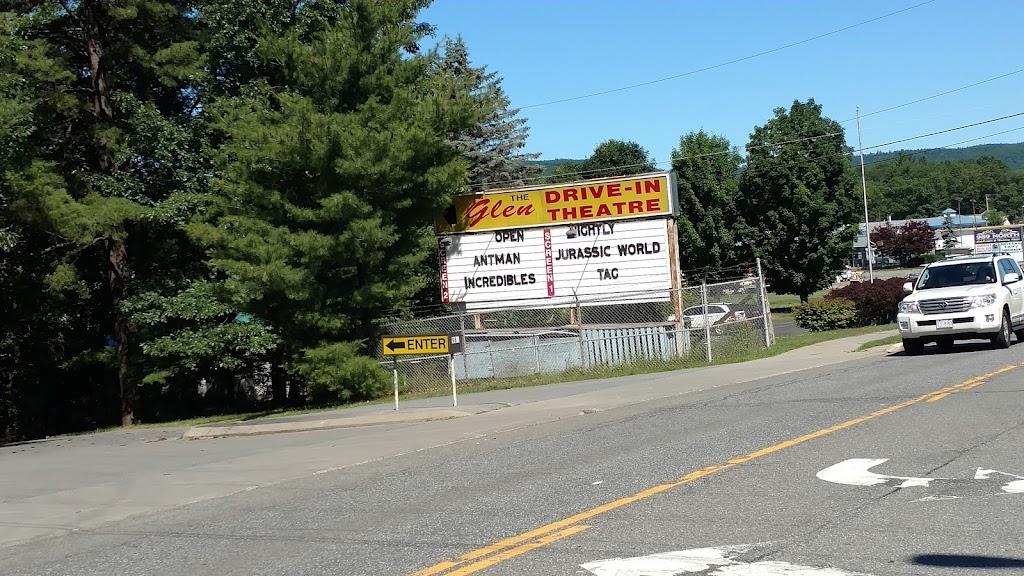 THE Glen DRIVE-IN THEATRE
OPEN NIGHTLY
SCREEN 2
ANTMAN
INCREDIBLES
SCREEN 1
JURASSIC WORLD
TAG
ENTER